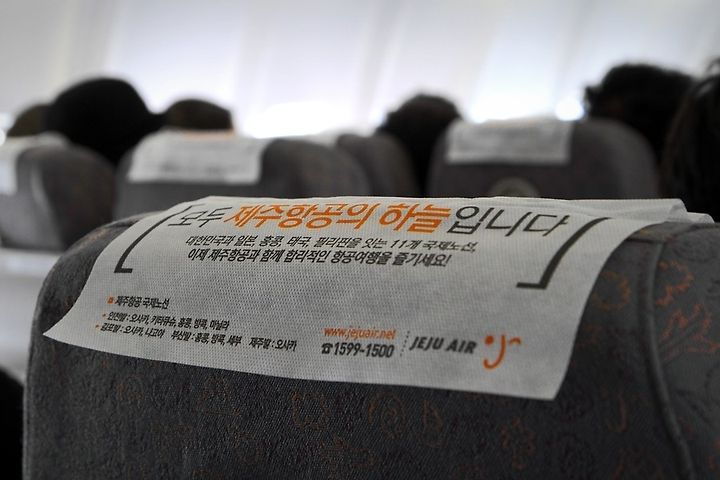 모두 제주항공의 하늘입니다
대한민국과 일본, 홍콩, 태국, 필리핀을 잇는 11개 국제노선,
이제 제주항공과 함께 합리적인 항공여행을 즐기세요!
제주항공 국제노선
인천발 : 오사카, 키타큐슈, 홍콩, 방콕, 마닐라
김포발 : 오사카, 나고야 부산발 : 홍콩, 방콕, 세부 제주발 : 오사카
www.jejuair.net
☎1599-1500
JEJU AIR